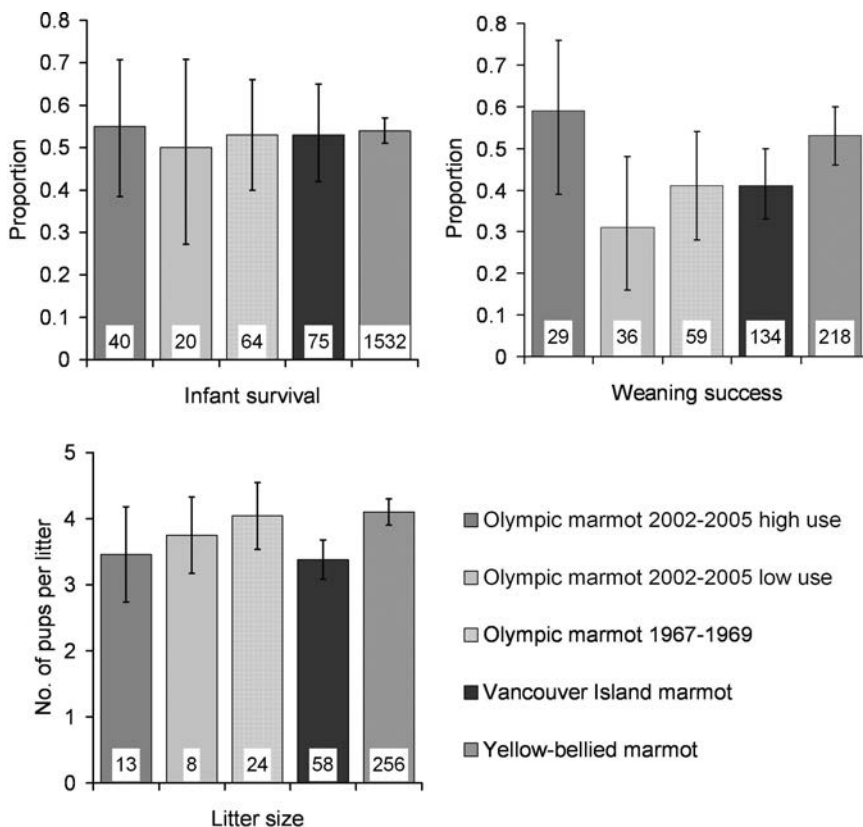 0.8
0.7
0.6
0.5
0.4
0.3
0.2
0.1
0
Proportion
40 20 64 75 1532
Infant survival
0.8
0.7
0.6
0.5
0.4
0.3
0.2
0.1
0
Proportion
29 36 59 134 218
Weaning success
5
4
3
2
1
0
No. of pups per litter
13 8 24 58 256
Litter size
Olympic marmot 2002-2005 high use
Olympic marmot 2002-2005 low use
Olympic marmot 1967-1969
Vancouver Island marmot
Yellow-bellied marmot